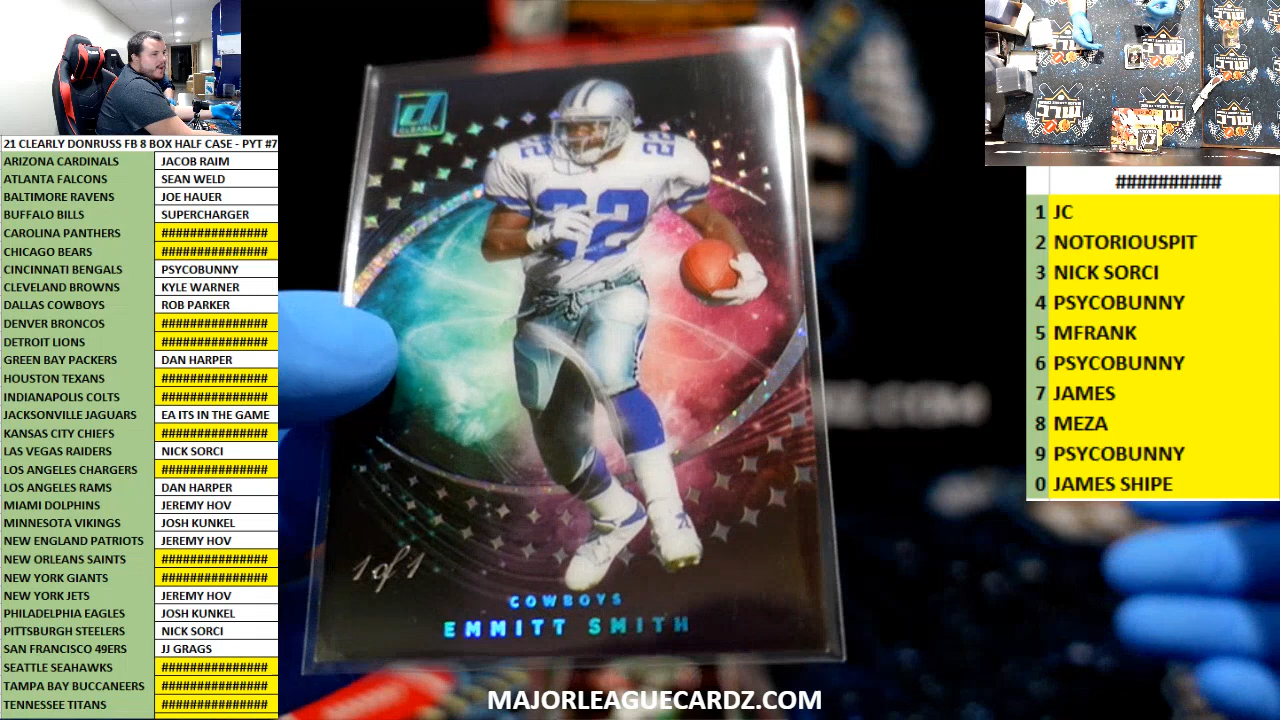 21 CLEARLY DONRUSS FB 8 BOX HALF CASE - PYT #7
ARIZONA CARDINALS JACOB RAIM
ATLANTA FALCONS SEAN WELD
BALTIMORE RAVENS JOE HAUER
BUFFALO BILLS SUPERCHARGER
CAROLINA PANTHERS ###############
CHICAGO BEARS ###############
CINCINNATI BENGALS PSYCOBUNNY
CLEVELAND BROWNS KYLE WARNER
DALLAS COWBOYS ROB PARKER
DENVER BRONCOS ###############
DETROIT LIONS ###############
GREEN BAY PACKERS DAN HARPER
HOUSTON TEXANS ###############
INDIANAPOLIS COLTS ###############
JACKSONVILLE JAGUARS EA ITS IN THE GAME
KANSAS CITY CHIEFS ###############
LAS VEGAS RAIDERS NICK SORCI
LOS ANGELES CHARGERS ###############
LOS ANGELES RAMS DAN HARPER
MIAMI DOLPHINS JEREMY HOV
MINNESOTA VIKINGS JOSH KUNKEL
NEW ENGLAND PATRIOTS JEREMY HOV
NEW ORLEANS SAINTS ###############
NEW YORK GIANTS ###############
NEW YORK JETS JEREMY HOV
PHILADELPHIA EAGLES JOSH KUNKEL
PITTSBURGH STEELERS NICK SORCI
SAN FRANCISCO 49ERS JJ GRAGS
SEATTLE SEAHAWKS ###############
TAMPA BAY BUCCANEERS ###############
TENNESSEE TITANS ###############
d
CLEARLY
22
22
22
1 of 1
COWBOYS
EMMITT SMITH
MAJORLEAGUECARDZ.COM
MLC
##########
1 JC
2 NOTORIOUSPIT
3 NICK SORCI
4 PSYCOBUNNY
5 MFRANK
6 PSYCOBUNNY
7 JAMES
8 MEZA
9 PSYCOBUNNY
0 JAMES SHIPE